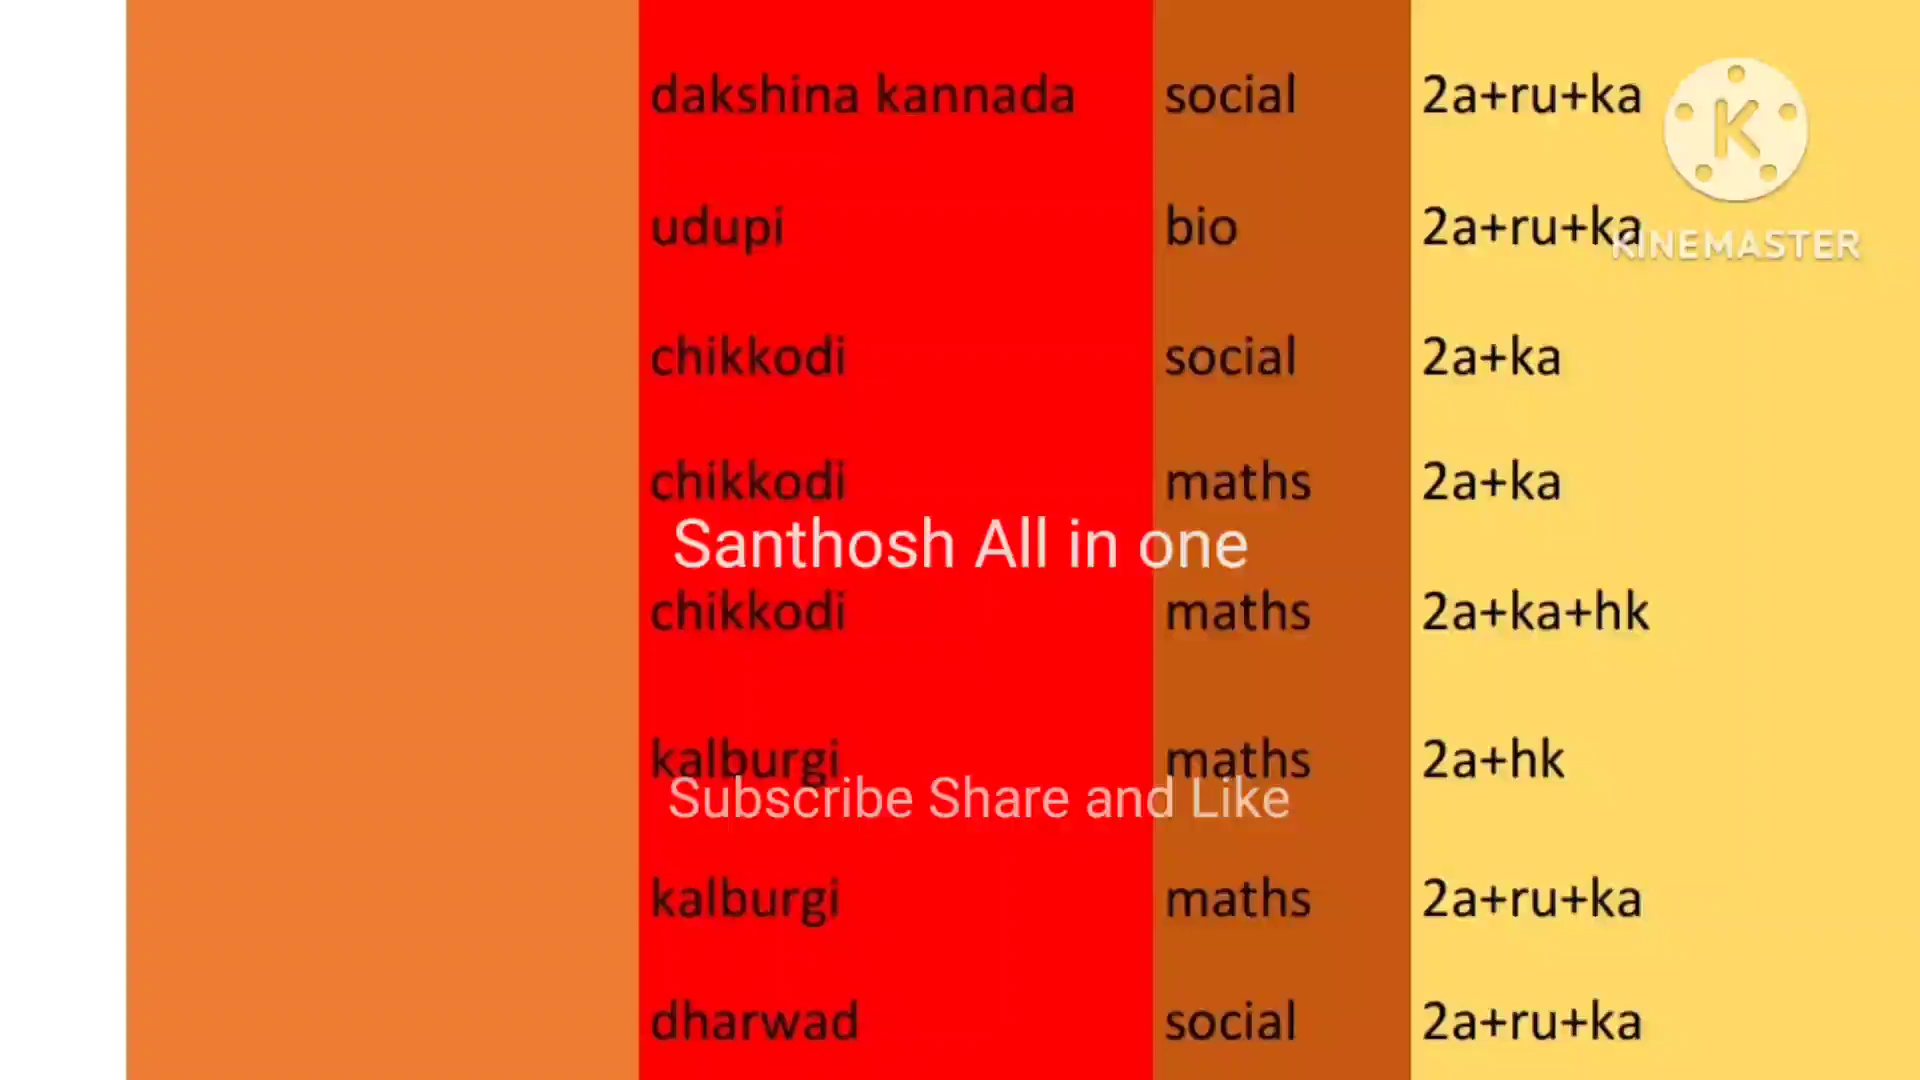 dakshina kannada social 2a+ru+ka
udupi bio 2a+ru+ka
KINEMASTER
chikkodi social 2a+ka
chikkodi maths 2a+ka
Santhosh All in one
chikkodi maths 2a+ka+hk
kalburgi maths 2a+hk
Subscribe Share and Like
kalburgi maths 2a+ru+ka
dharwad social 2a+ru+ka